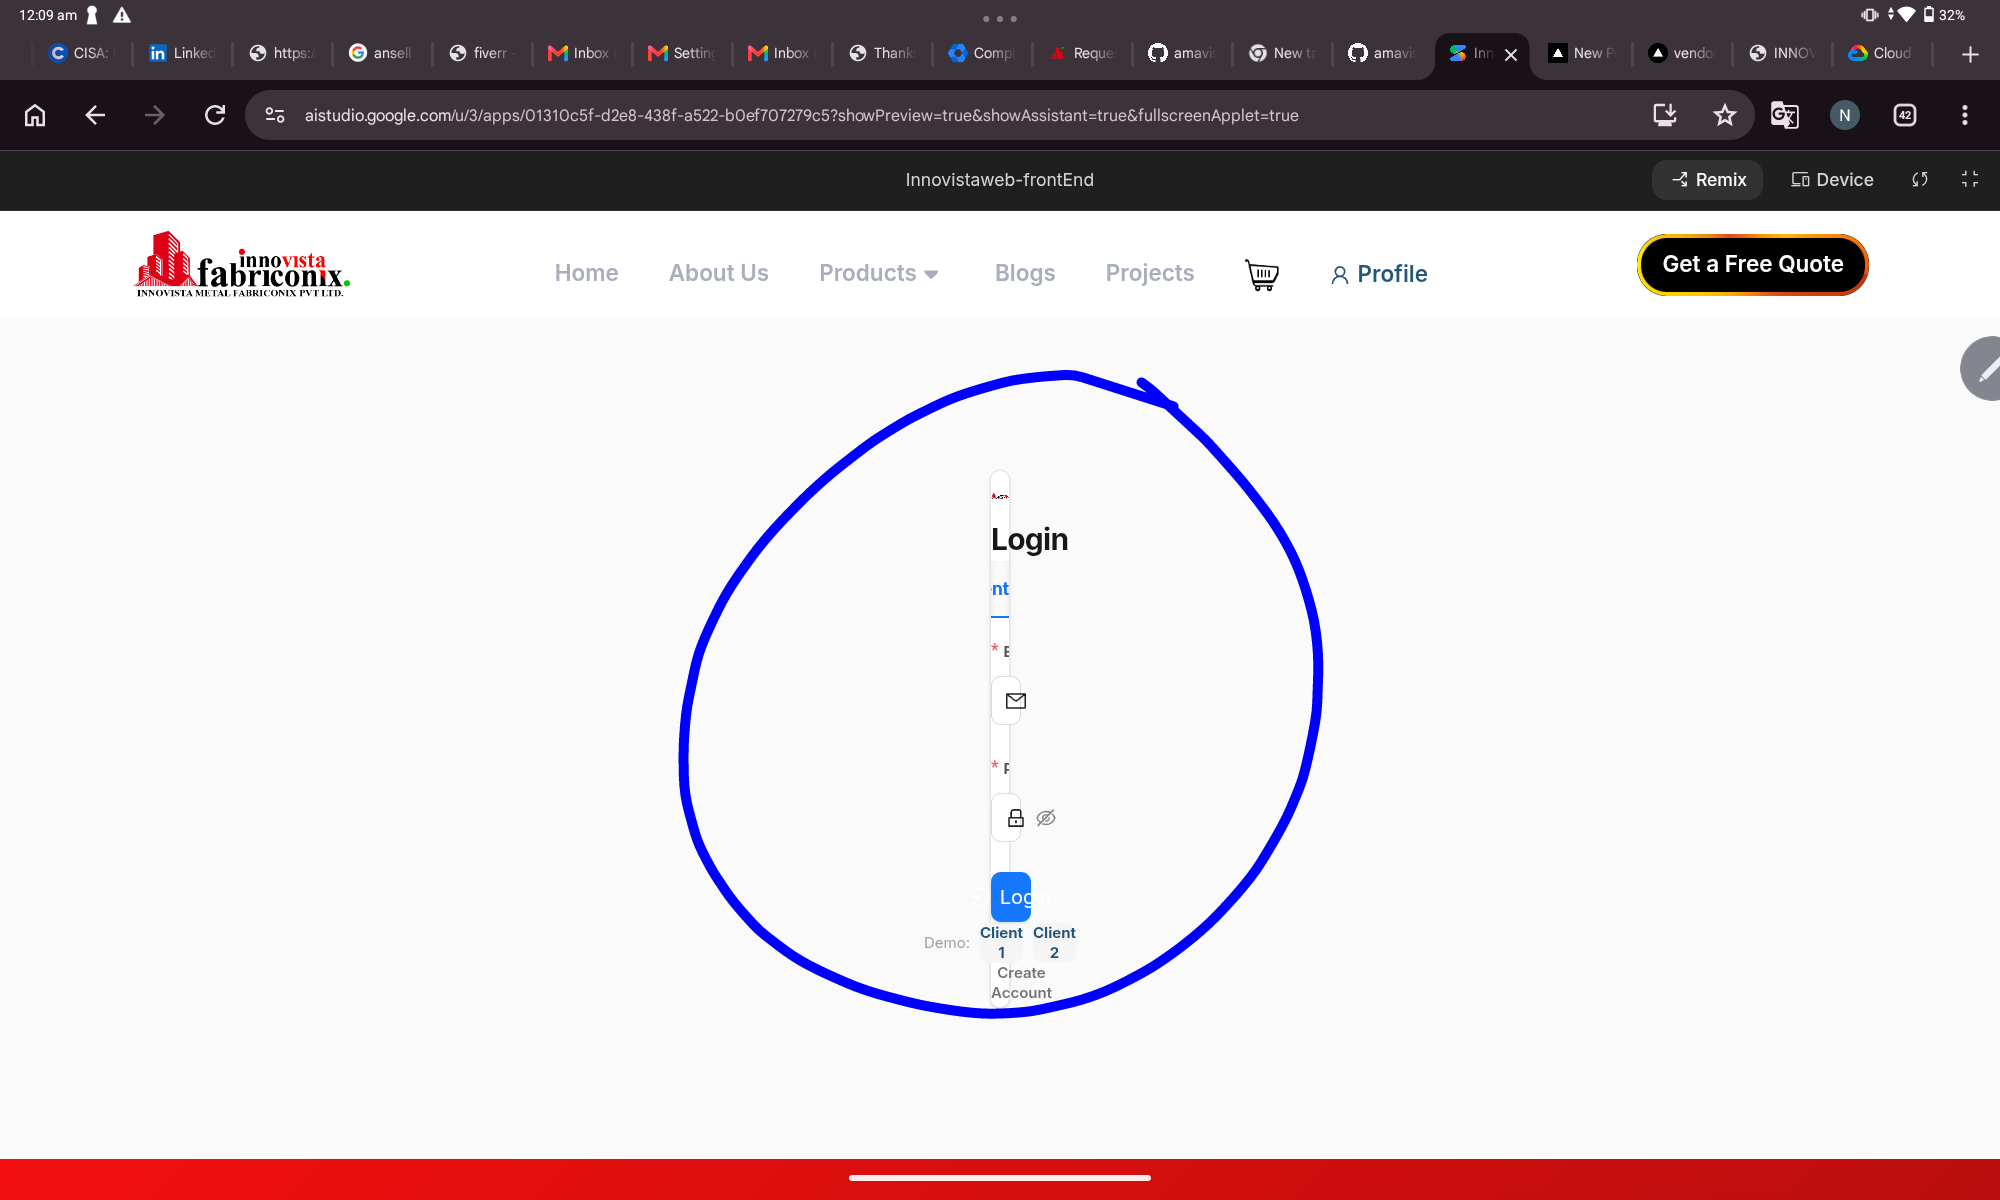 12:09 am
32%
CISA:
Linked
https:/
ansell
fiverr
Inbox
Setting
Inbox
Thank
Compl
Reque
amavi
New ta
amavi
Inn
New P
vendo
INNOV
Cloud
aistudio.google.com/u/3/apps/01310c5f-d2e8-438f-a522-b0ef707279c5?showPreview=true&showAssistant=true&fullscreenApplet=true
N
42
Innovistaweb-frontEnd
Remix
Device
innovista
fabriconix.
INNOVISTA METAL FABRICONIX PVT LTD.
Home
About Us
Products
Blogs
Projects
Profile
Get a Free Quote
Login
nt
* E
* P
Login
Demo:
Client 1
Client 2
Create
Account